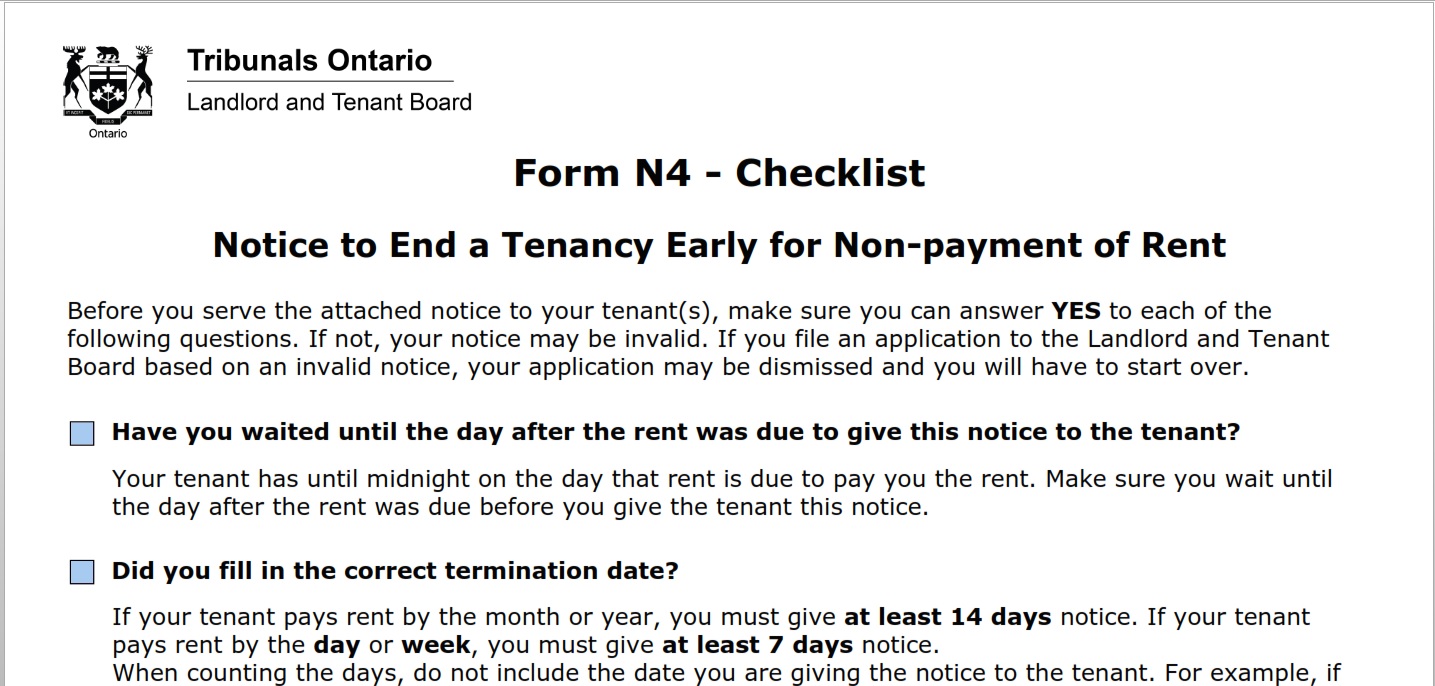 Tribunals Ontario
Landlord and Tenant Board
Ontario
Form N4 - Checklist
Notice to End a Tenancy Early for Non-payment of Rent
Before you serve the attached notice to your tenant(s), make sure you can answer YES to each of the
following questions. If not, your notice may be invalid. If you file an application to the Landlord and Tenant
Board based on an invalid notice, your application may be dismissed and you will have to start over.
Have you waited until the day after the rent was due to give this notice to the tenant?
Your tenant has until midnight on the day that rent is due to pay you the rent. Make sure you wait until
the day after the rent was due before you give the tenant this notice.
Did you fill in the correct termination date?
If your tenant pays rent by the month or year, you must give at least 14 days notice. If your tenant
pays rent by the day or week, you must give at least 7 days notice.
When counting the days, do not include the date you are giving the notice to the tenant. For example, if